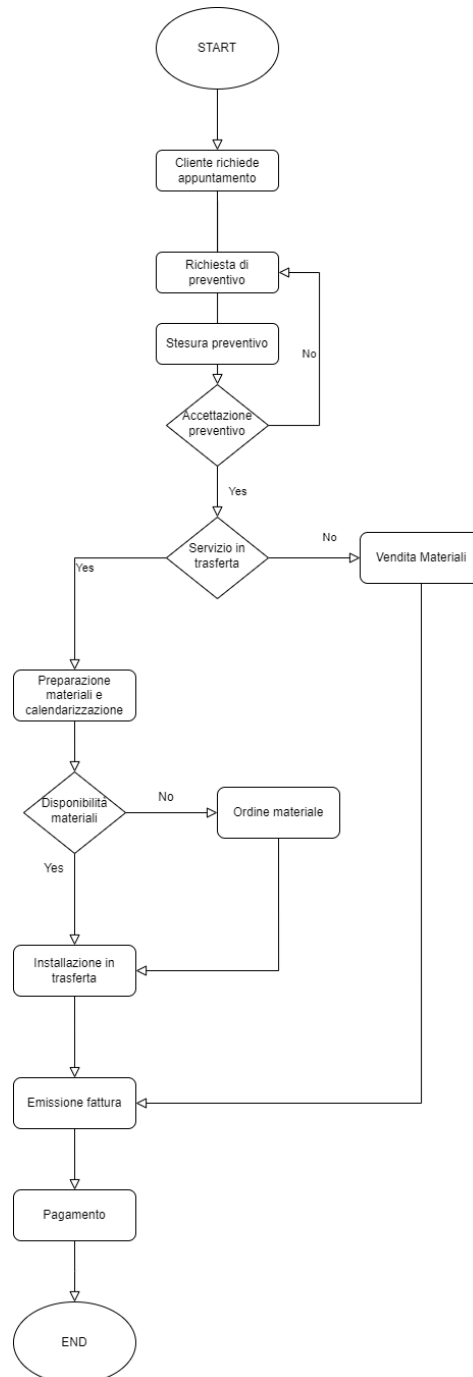 START
Cliente richiede
appuntamento
Richiesta di
preventivo
Stesura preventivo
No
Accettazione
preventivo
Yes
Servizio in
trasferta
No
Vendita Materiali
Yes
Preparazione
materiali e
calendarizzazione
Disponibilità
materiali
No
Ordine materiale
Yes
Installazione in
trasferta
Emissione fattura
Pagamento
END